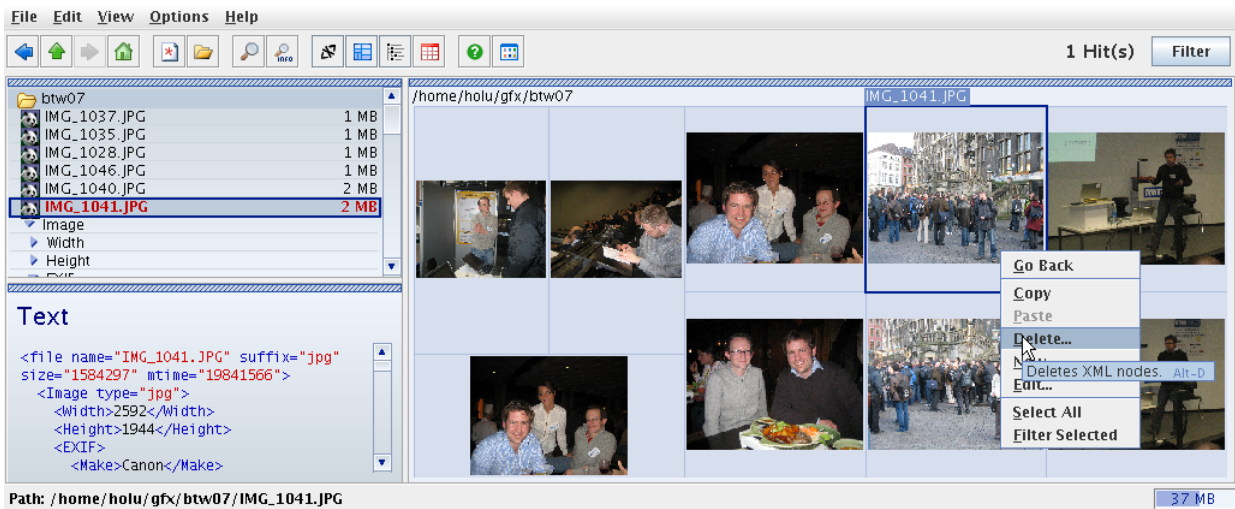 File Edit View Options Help
INFO
1 Hit(s) Filter
btw07
IMG_1037.JPG 1 MB
IMG_1035.JPG 1 MB
IMG_1028.JPG 1 MB
IMG_1046.JPG 1 MB
IMG_1040.JPG 2 MB
IMG_1041.JPG 2 MB
Image
Width
Height
EXIF
Text
<file name="IMG_1041.JPG" suffix="jpg"
size="1584297" mtime="19841566">
<Image type="jpg">
<Width>2592</Width>
<Height>1944</Height>
<EXIF>
<Make>Canon</Make>
/home/holu/gfx/btw07
IMG_1041.JPG
Go Back
Copy
Paste
Delete...
Deletes XML nodes. Alt-D
Edit...
Select All
Filter Selected
Path: /home/holu/gfx/btw07/IMG_1041.JPG
37 MB